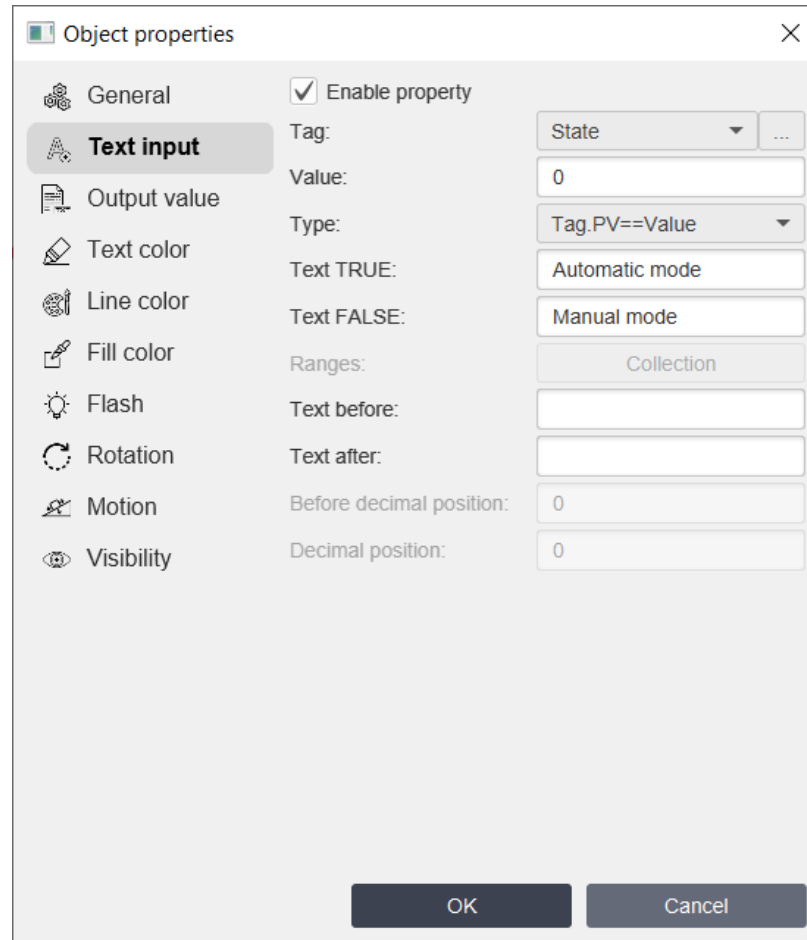 Object properties
General
Text input
Output value
Text color
Line color
Fill color
Flash
Rotation
Motion
Visibility
Enable property
Tag: State ...
Value: 0
Type: Tag.PV==Value
Text TRUE: Automatic mode
Text FALSE: Manual mode
Ranges: Collection
Text before:
Text after:
Before decimal position: 0
Decimal position: 0
OK Cancel